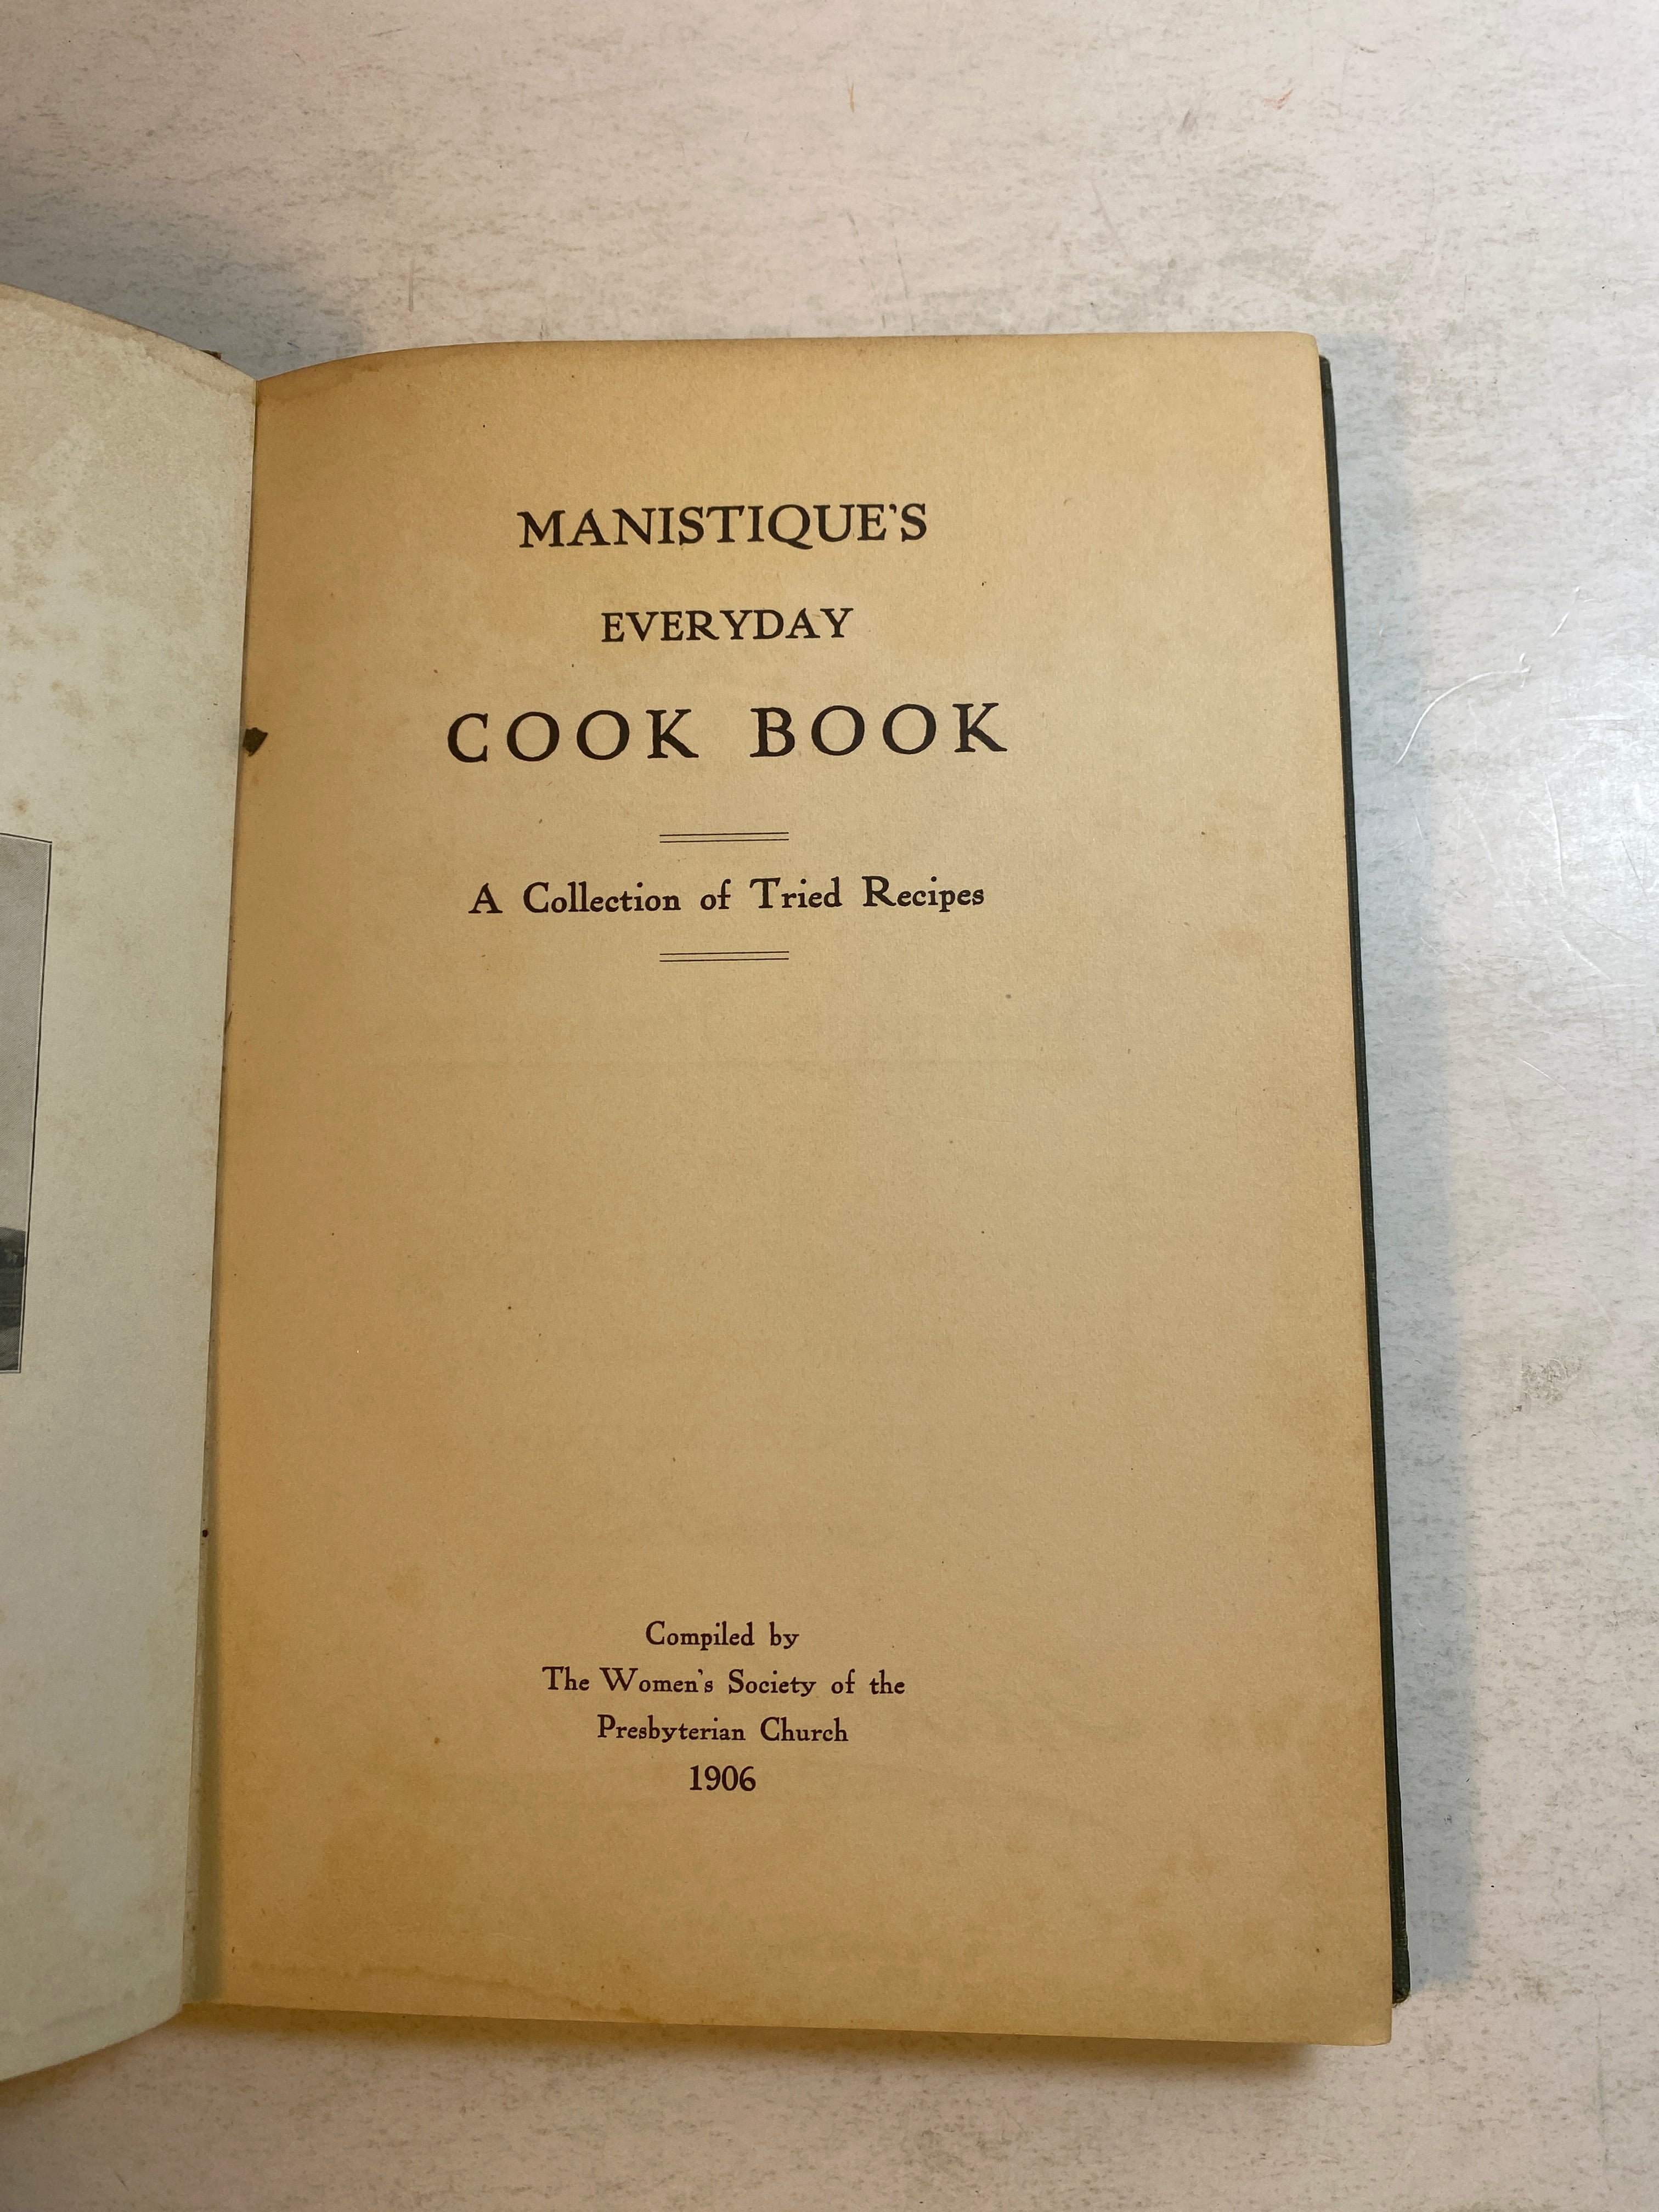 MANISTIQUE'S
EVERYDAY
COOK BOOK
A Collection of Tried Recipes
Compiled by
The Women's Society of the
Presbyterian Church
1906